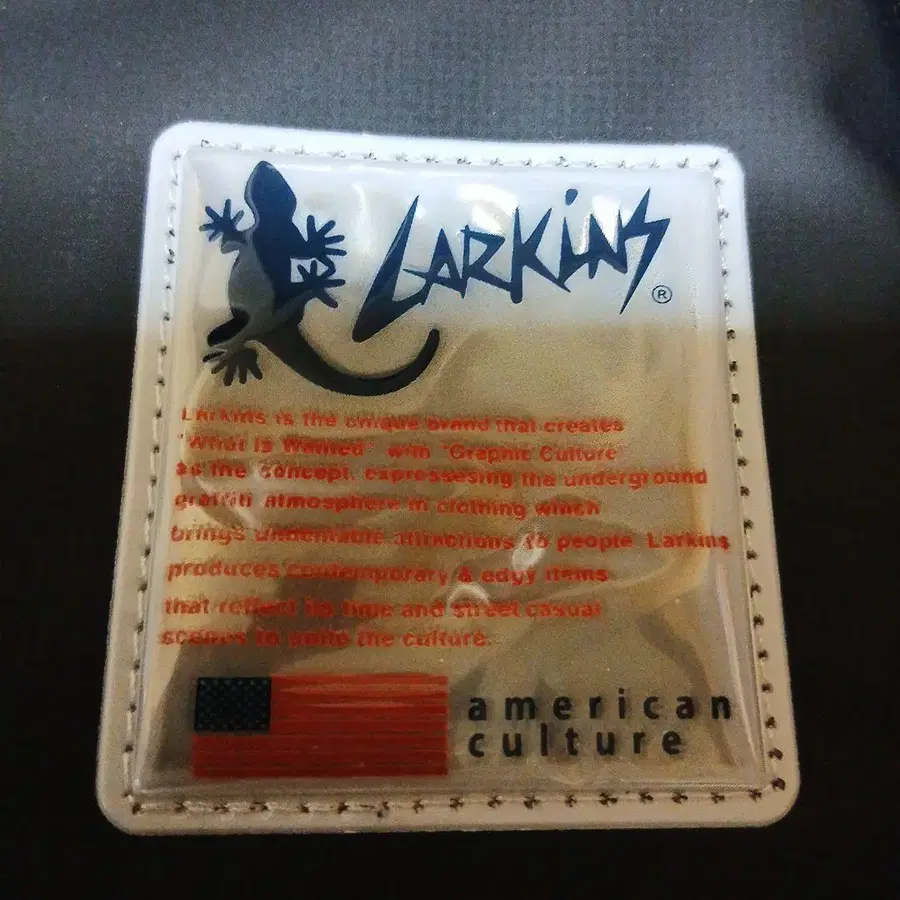 LARKiNS ®
Larkins is the unique brand that creates
"What is Wanted" with "Graphic Culture"
as the concept, expressesing the underground
graffiti atmosphere in clothing which
brings undeniable attractions to people. Larkins
produces contemporary & edgy items
that reflect its time and street casual
scenes to unite the culture.
american
culture